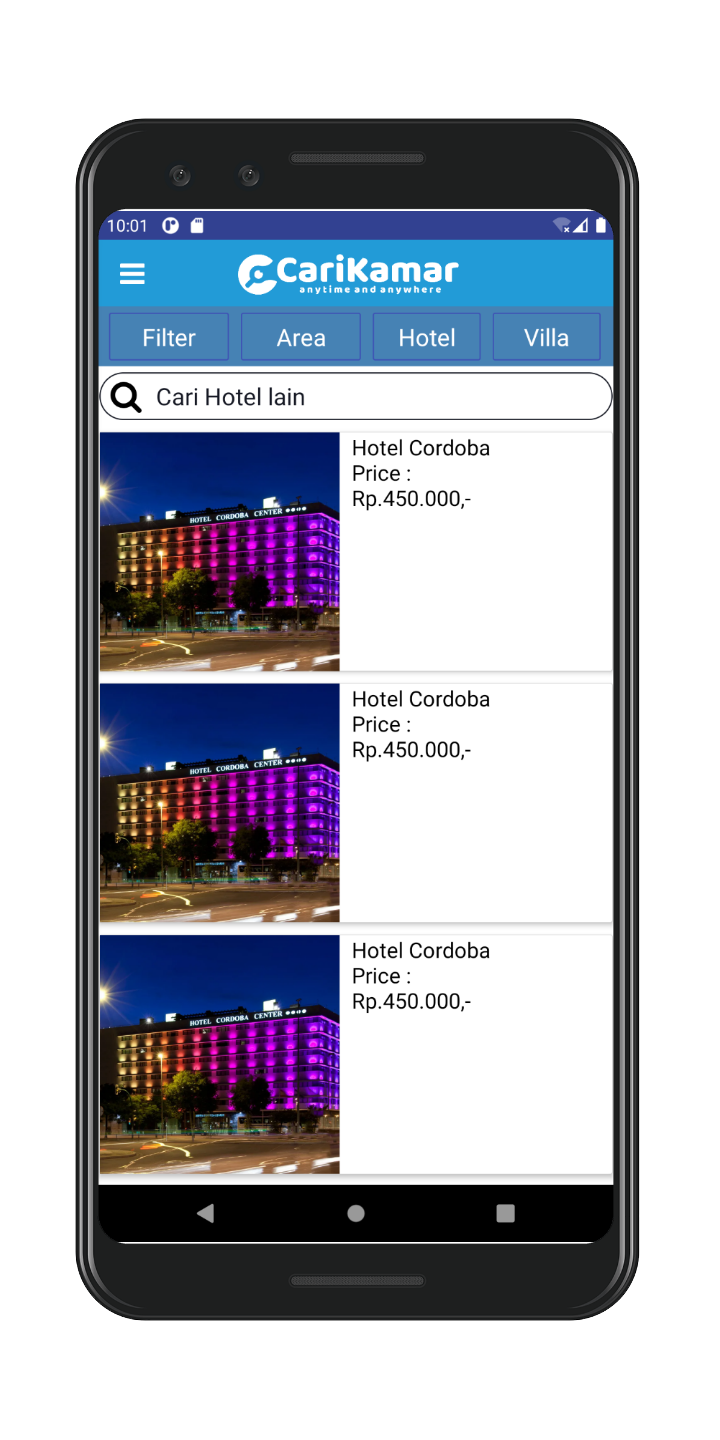 10:01
CariKamar
anytime and anywhere
Filter
Area
Hotel
Villa
Cari Hotel lain
HOTEL CORDOBA CENTER
Hotel Cordoba
Price :
Rp.450.000,-
HOTEL CORDOBA CENTER
Hotel Cordoba
Price :
Rp.450.000,-
HOTEL CORDOBA CENTER
Hotel Cordoba
Price :
Rp.450.000,-